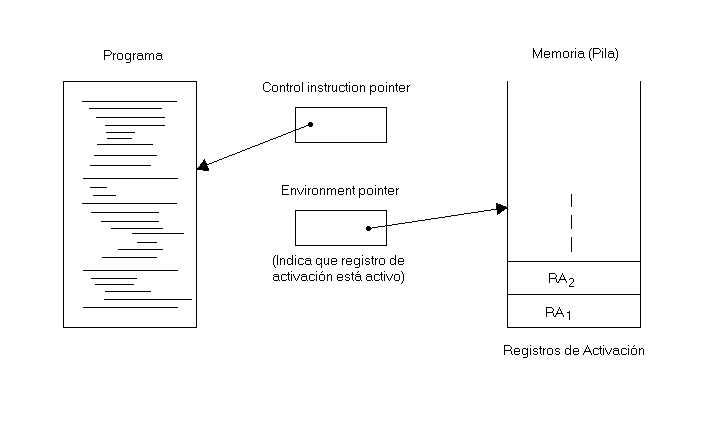 Programa
Control instruction pointer
Environment pointer
(Indica que registro de
activación está activo)
Memoria (Pila)
RA2
RA1
Registros de Activación